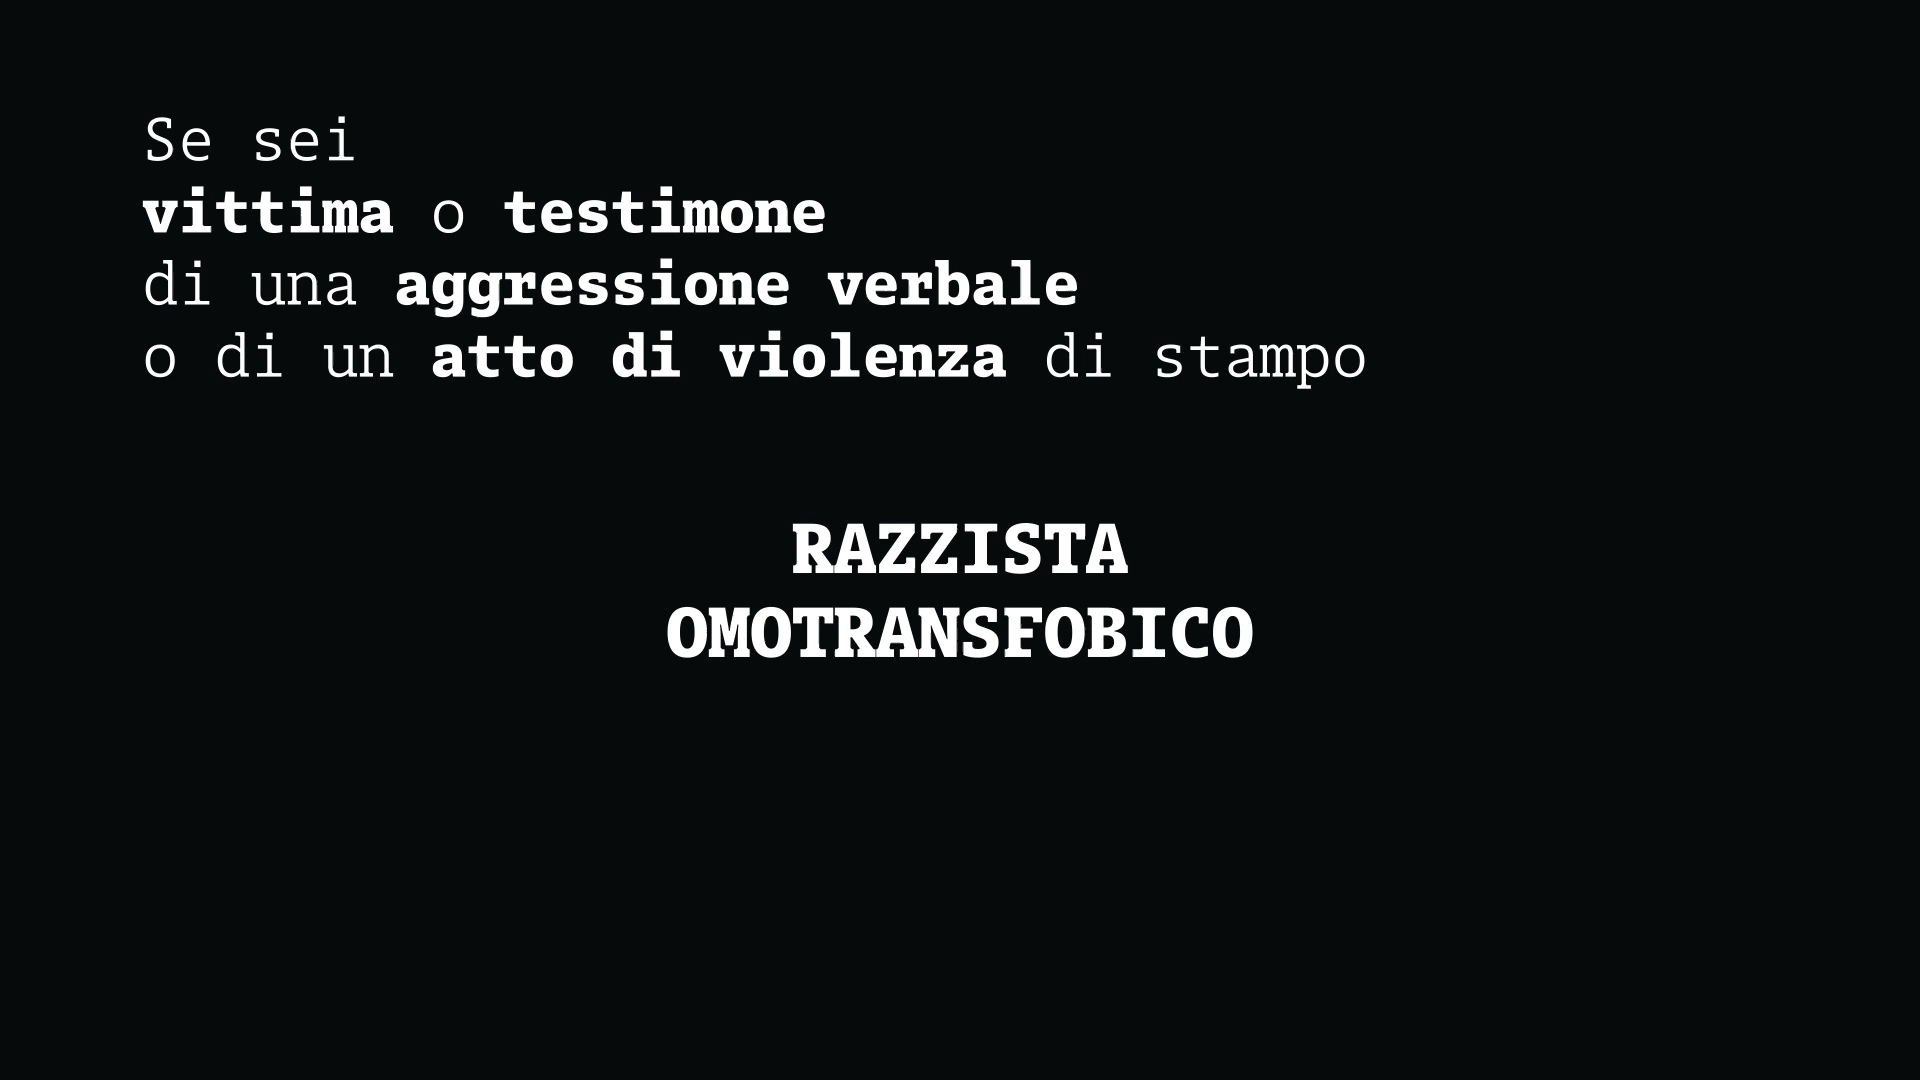 Se sei
vittima o testimone
di una aggressione verbale
o di un atto di violenza di stampo
RAZZISTA
OMOTRANSFOBICO